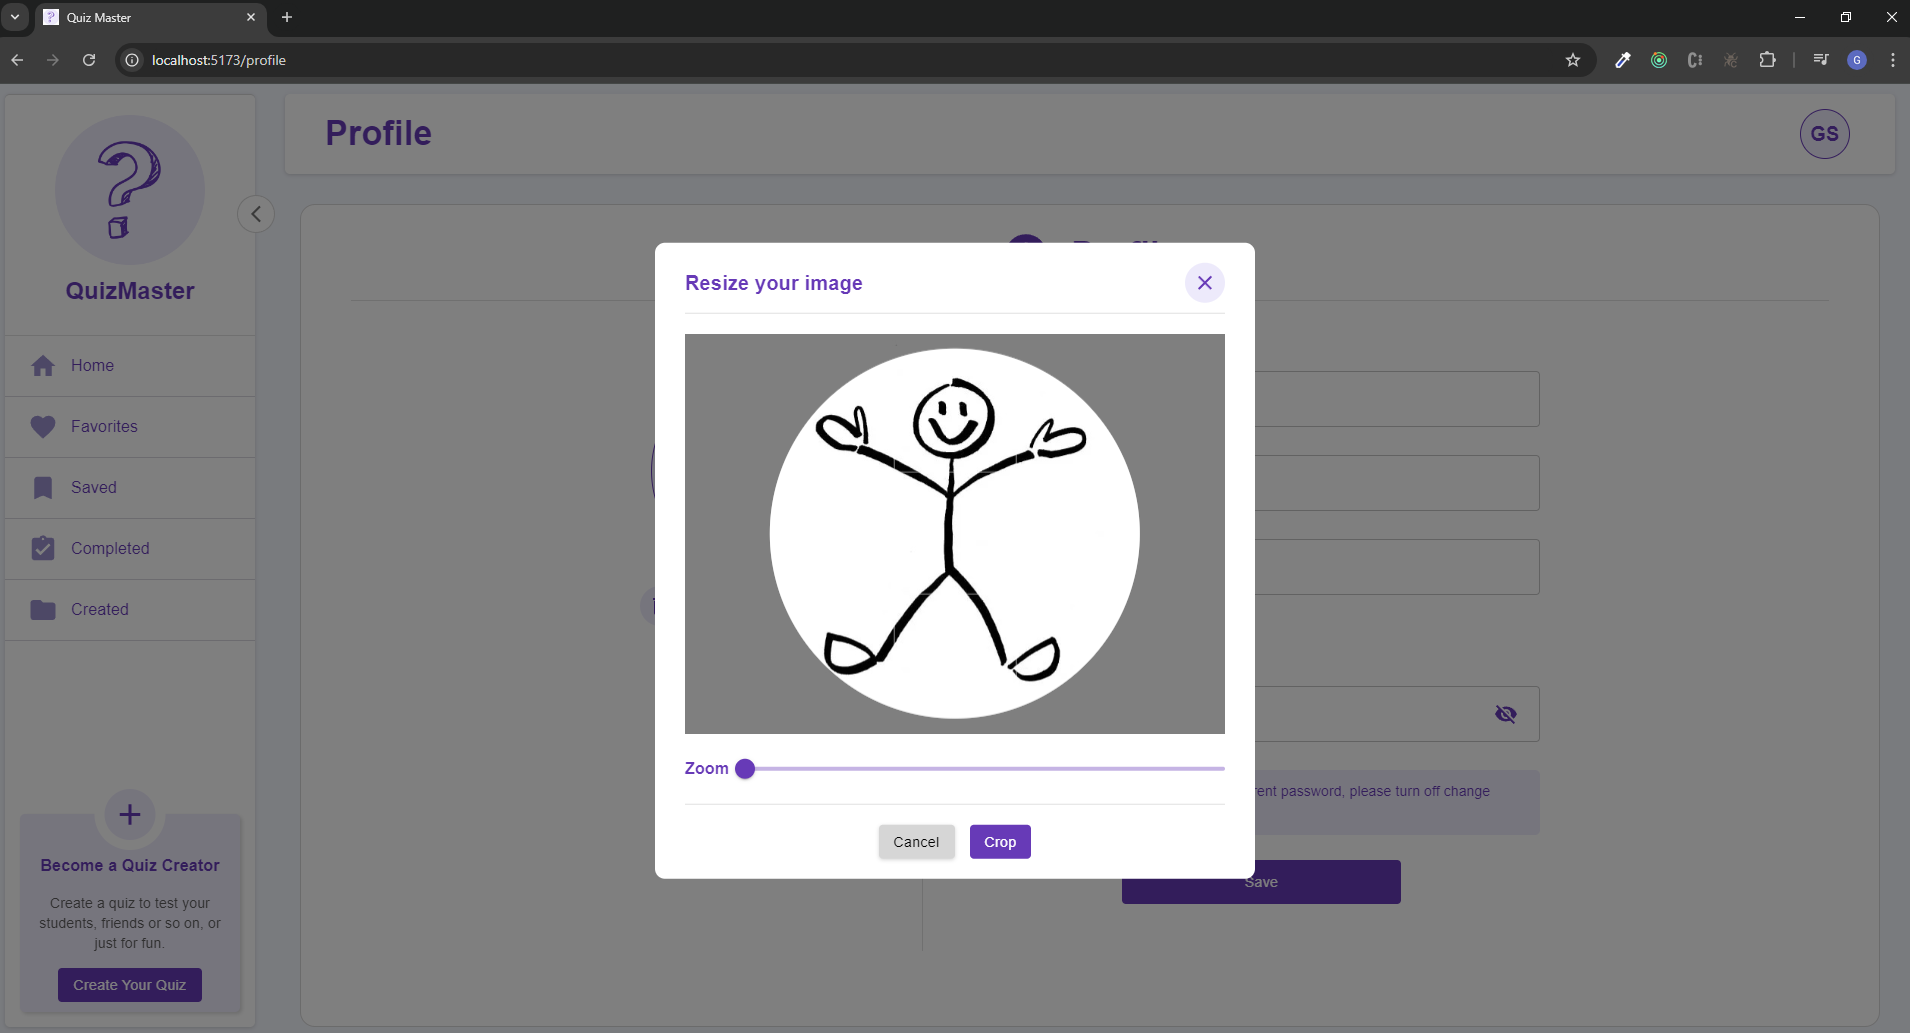 Quiz Master
localhost:5173/profile
G
QuizMaster
Home
Favorites
Saved
Completed
Created
Become a Quiz Creator
Create a quiz to test your
students, friends or so on, or
just for fun.
Create Your Quiz
Profile
GS
Resize your image
Zoom
Cancel
Crop
password, please turn off change
Save